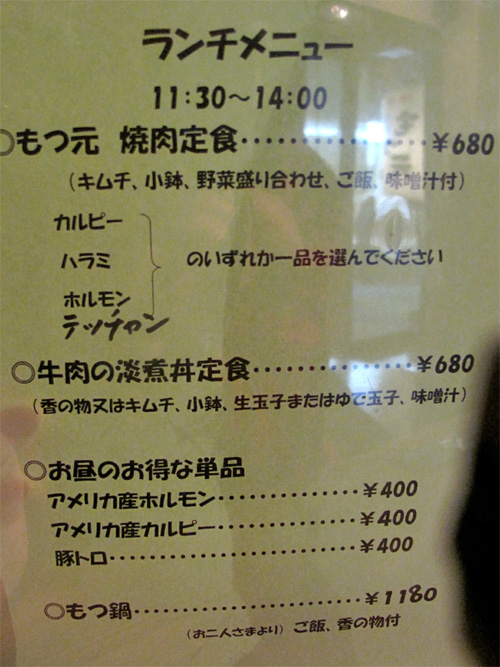 ランチメニュー
11:30～14:00
○もつ元 焼肉定食‥‥‥‥‥‥‥‥¥680
(キムチ、小鉢、野菜盛り合わせ、ご飯、味噌汁付)
カルピー
ハラミ のいずれか一品を選んでください
ホルモン
テッチャン
◎牛肉の淡煮丼定食‥‥‥‥‥‥‥¥680
(香の物又はキムチ、小鉢、生玉子またはゆで玉子、味噌汁)
◎お昼のお得な単品
アメリカ産ホルモン‥‥‥‥‥‥‥¥400
アメリカ産カルピー‥‥‥‥‥‥‥¥400
豚トロ‥‥‥‥‥‥‥‥‥‥‥‥¥400
◎もつ鍋‥‥‥‥‥‥‥‥‥‥‥¥1180
(お二人さまより) ご飯、香の物付